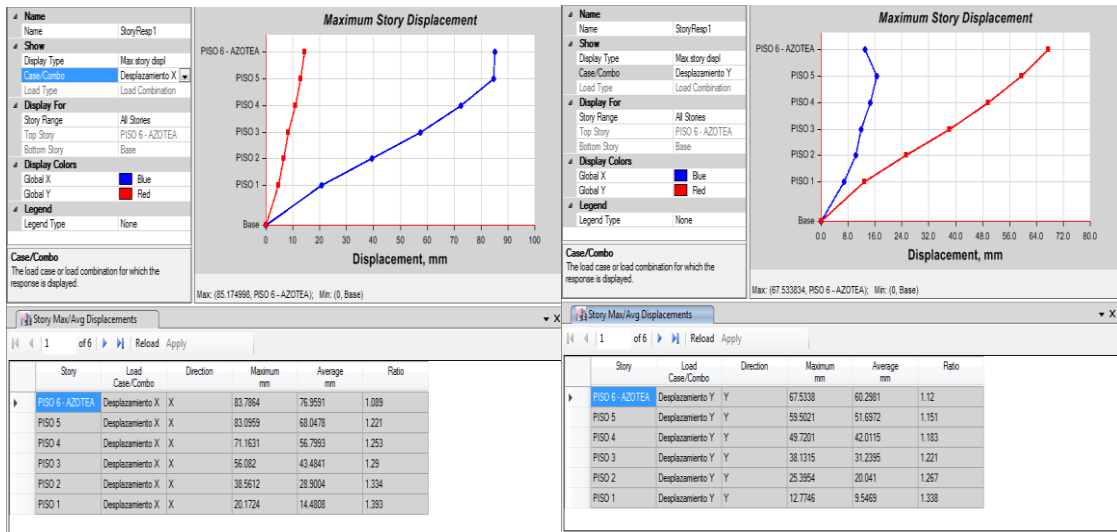 Name
Name StoryResp1
Show
Display Type Max story displ
Case/Combo Desplazamiento X
Load Type Load Combination
Display For
Story Range All Stories
Top Story PISO 6 - AZOTEA
Bottom Story Base
Display Colors
Global X Blue
Global Y Red
Legend
Legend Type None
Case/Combo
The load case or load combination for which the
response is displayed.
Maximum Story Displacement
PISO 6 - AZOTEA
PISO 5
PISO 4
PISO 3
PISO 2
PISO 1
Base
0 10 20 30 40 50 60 70 80 90 100
Displacement, mm
Max: (85.174998, PISO 6 - AZOTEA); Min: (0, Base)
Story Max/Avg Displacements
1 of 6 Reload Apply
Story Load Case/Combo Direction Maximum mm Average mm Ratio
PISO 6 - AZOTEA Desplazamiento X X 83.7864 76.9591 1.089
PISO 5 Desplazamiento X X 83.0959 68.0478 1.221
PISO 4 Desplazamiento X X 71.1631 56.7993 1.253
PISO 3 Desplazamiento X X 56.082 43.4841 1.29
PISO 2 Desplazamiento X X 38.5612 28.9004 1.334
PISO 1 Desplazamiento X X 20.1724 14.4808 1.393
Name
Name StoryResp1
Show
Display Type Max story displ
Case/Combo Desplazamiento Y
Load Type Load Combination
Display For
Story Range All Stories
Top Story PISO 6 - AZOTEA
Bottom Story Base
Display Colors
Global X Blue
Global Y Red
Legend
Legend Type None
Case/Combo
The load case or load combination for which the
response is displayed.
Maximum Story Displacement
PISO 6 - AZOTEA
PISO 5
PISO 4
PISO 3
PISO 2
PISO 1
Base
0.0 8.0 16.0 24.0 32.0 40.0 48.0 56.0 64.0 72.0 80.0
Displacement, mm
Max: (67.533834, PISO 6 - AZOTEA); Min: (0, Base)
Story Max/Avg Displacements
1 of 6 Reload Apply
Story Load Case/Combo Direction Maximum mm Average mm Ratio
PISO 6 - AZOTEA Desplazamiento Y Y 67.5338 60.2981 1.12
PISO 5 Desplazamiento Y Y 59.5021 51.6972 1.151
PISO 4 Desplazamiento Y Y 49.7201 42.0115 1.183
PISO 3 Desplazamiento Y Y 38.1315 31.2395 1.221
PISO 2 Desplazamiento Y Y 25.3954 20.041 1.267
PISO 1 Desplazamiento Y Y 12.7746 9.5469 1.338